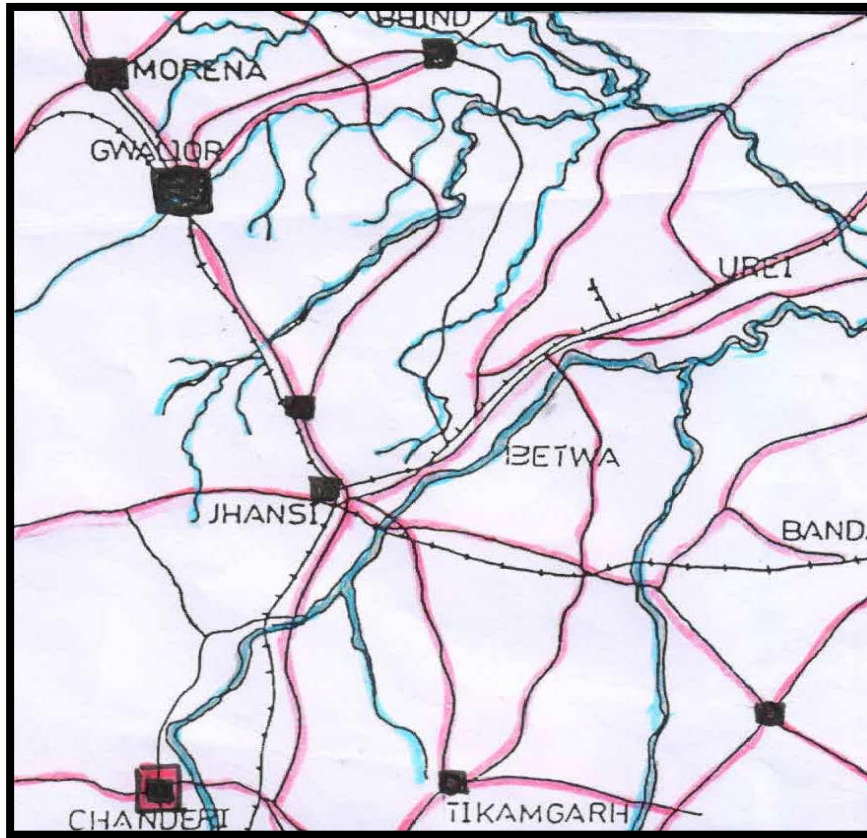 BHIND
MORENA
GWALIOR
UREI
BETWA
JHANSI
BANDA
CHANDERI
TIKAMGARH